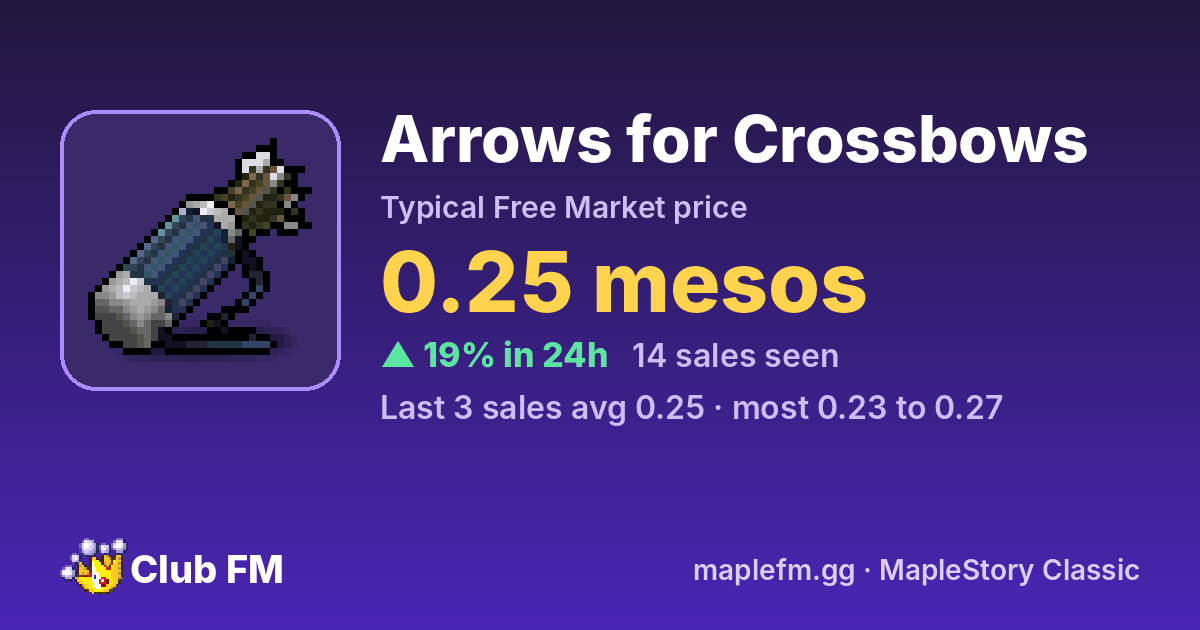 Arrows for Crossbows
Typical Free Market price
0.25 mesos
▲ 19% in 24h 14 sales seen
Last 3 sales avg 0.25 · most 0.23 to 0.27
Club FM
maplefm.gg · MapleStory Classic